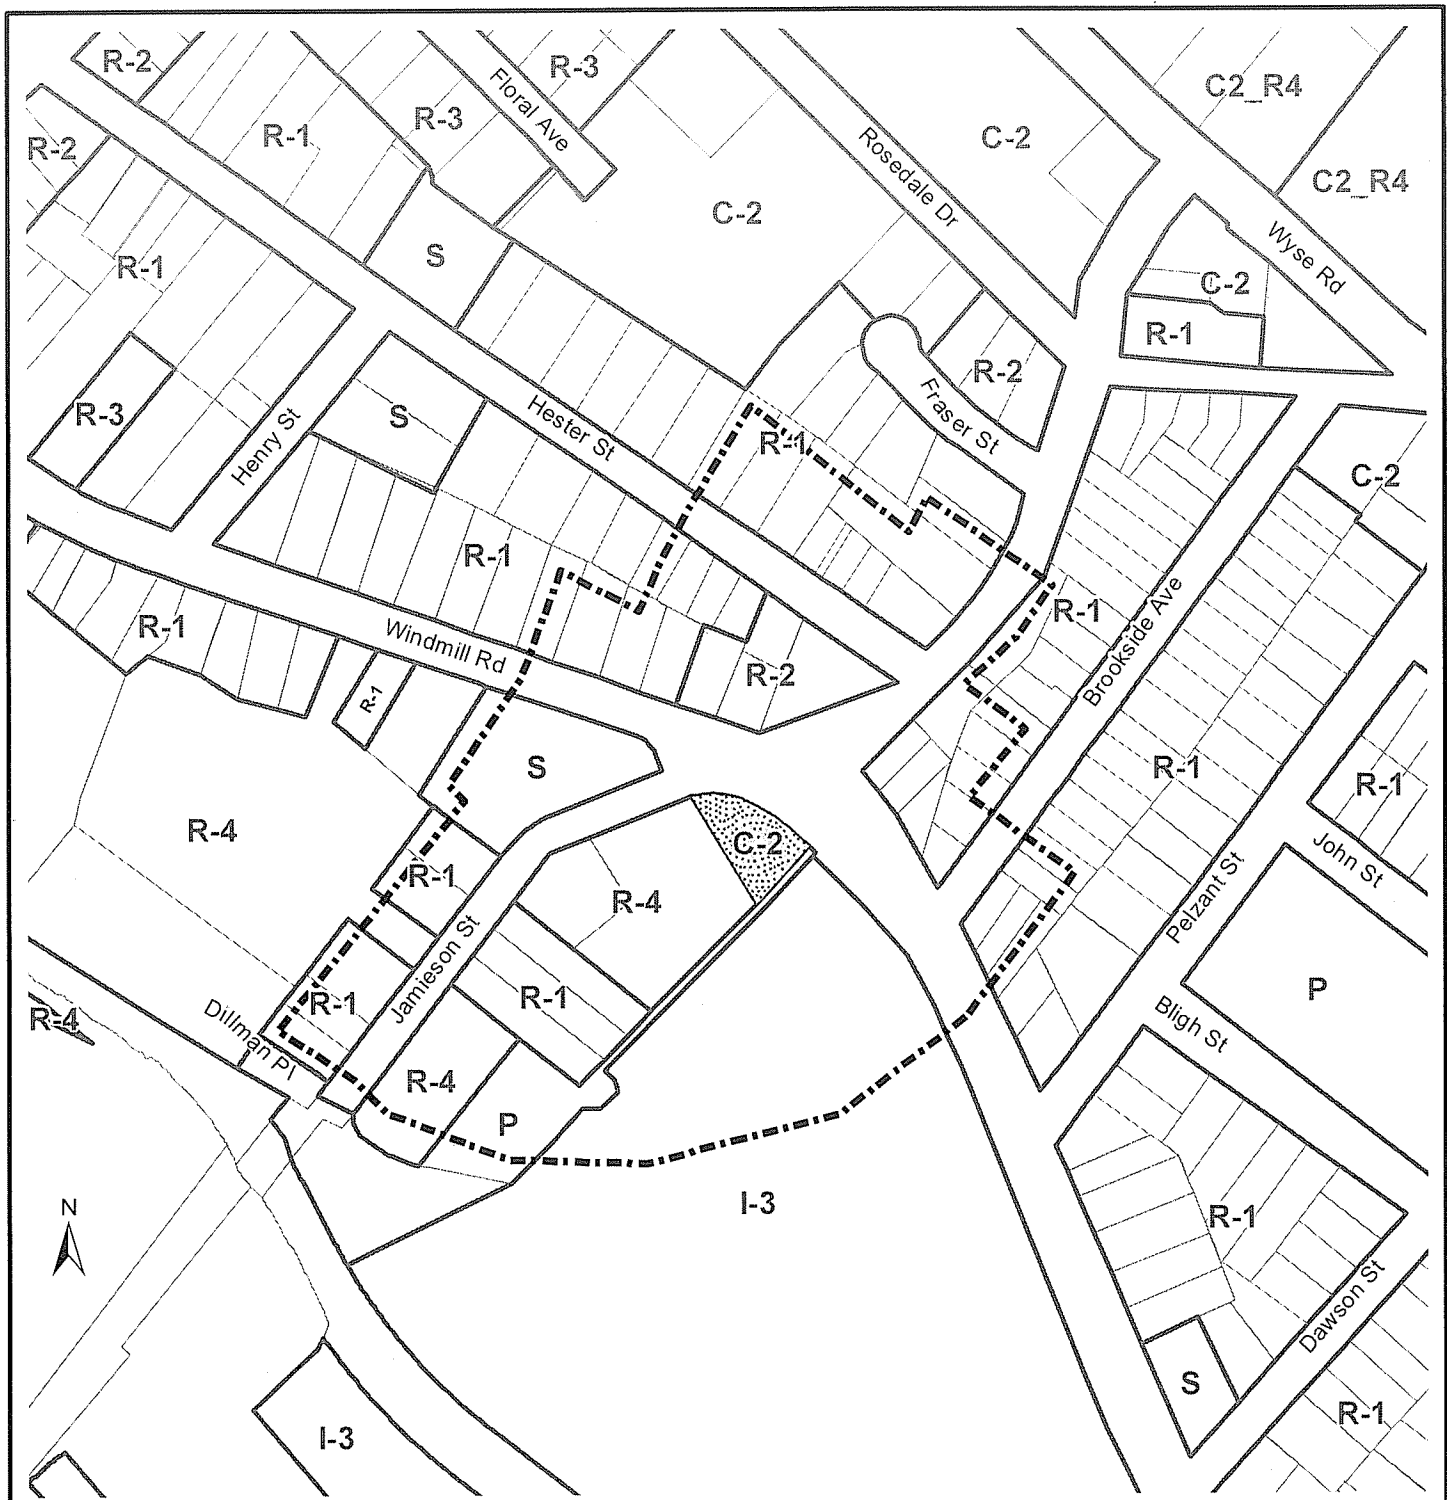 R-2
R-3
C2_R4
Floral Ave
R-3
R-1
C-2
R-2
Rosedale Dr
C2_R4
C-2
S
R-1
Wyse Rd
C-2
R-1
R-2
R-3
S
Fraser St
Hester St
R-1
Henry St
C-2
R-1
R-1
R-1
Windmill Rd
Brookside Ave
R-2
R-1
S
R-1
R-1
R-4
C-2
John St
R-1
R-4
Pelzant St
Jamieson St
P
R-1
R-1
R-4
Dillman Pl
Bligh St
R-4
P
N
I-3
R-1
Dawson St
S
I-3
R-1